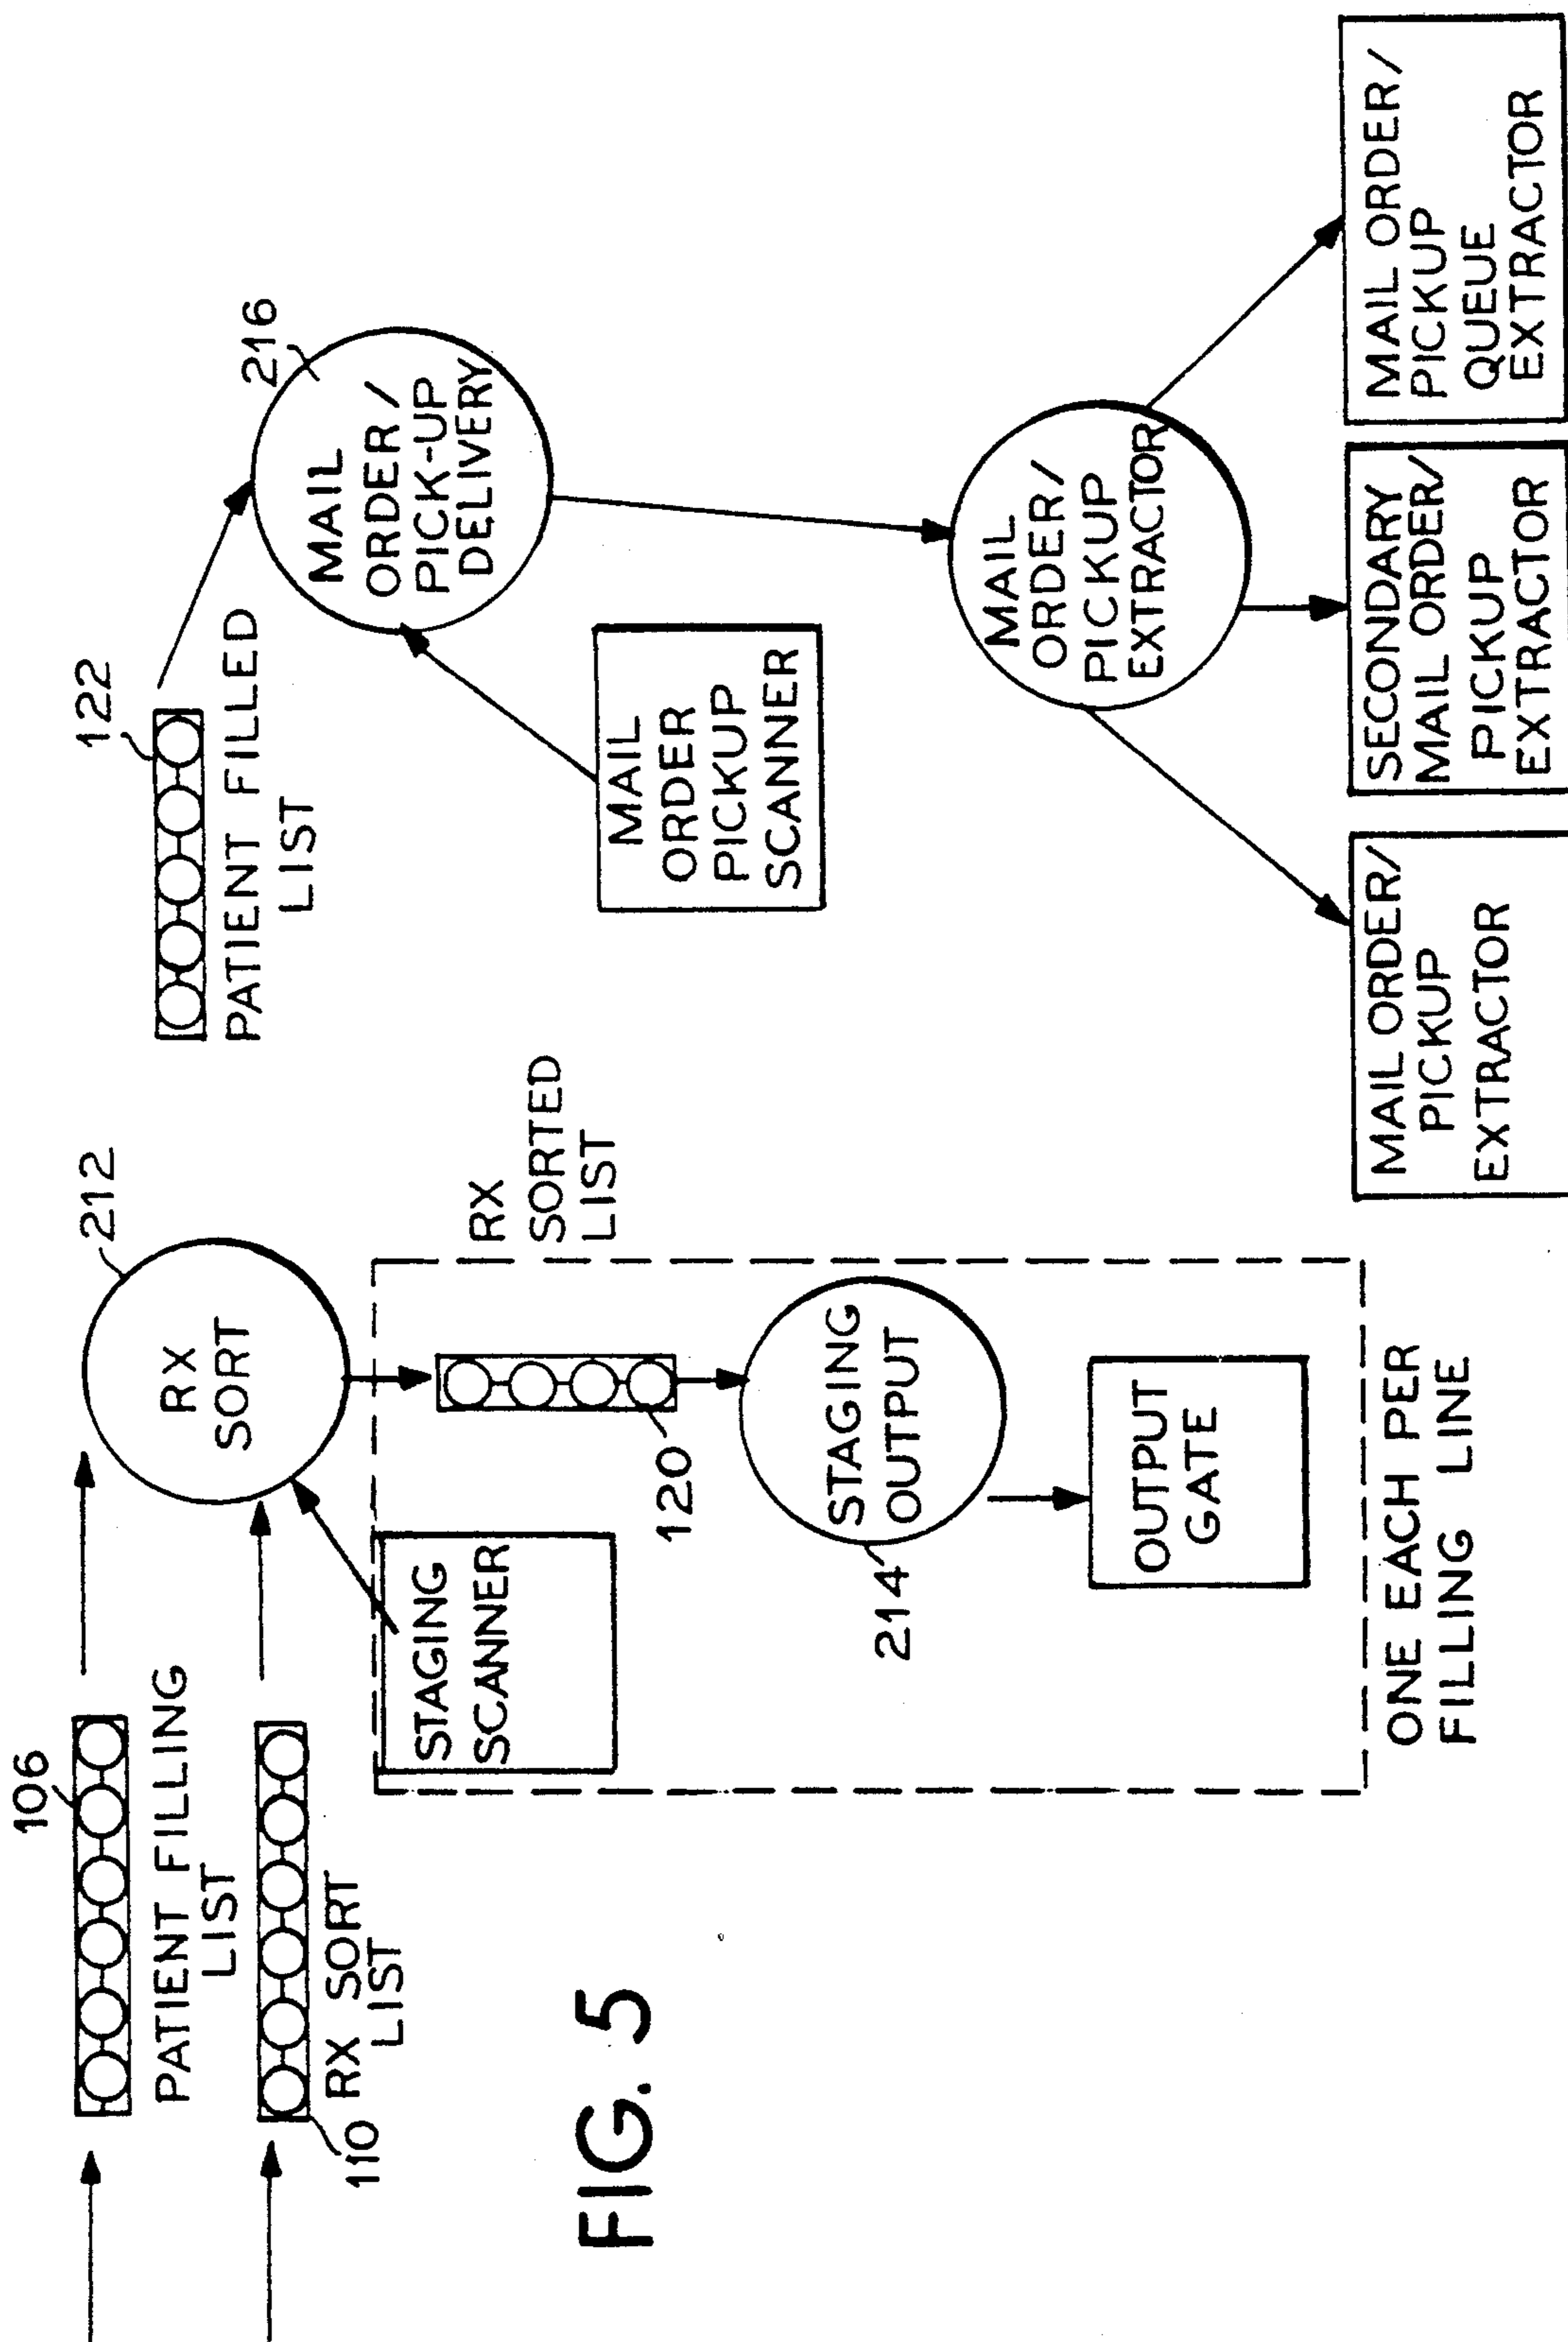 106
PATIENT FILLING
LIST
110
RX SORT
LIST
212
RX
SORT
STAGING
SCANNER
RX
SORTED
LIST
120
STAGING
OUTPUT
214
OUTPUT
GATE
ONE EACH PER
FILLING LINE
122
PATIENT FILLED
LIST
216
MAIL
ORDER/
PICK-UP
DELIVERY
MAIL
ORDER
PICKUP
SCANNER
MAIL
ORDER/
PICKUP
EXTRACTOR
MAIL ORDER/
PICKUP
EXTRACTOR
SECONDARY
MAIL ORDER/
PICKUP
EXTRACTOR
MAIL ORDER/
PICKUP
QUEUE
EXTRACTOR
FIG. 5